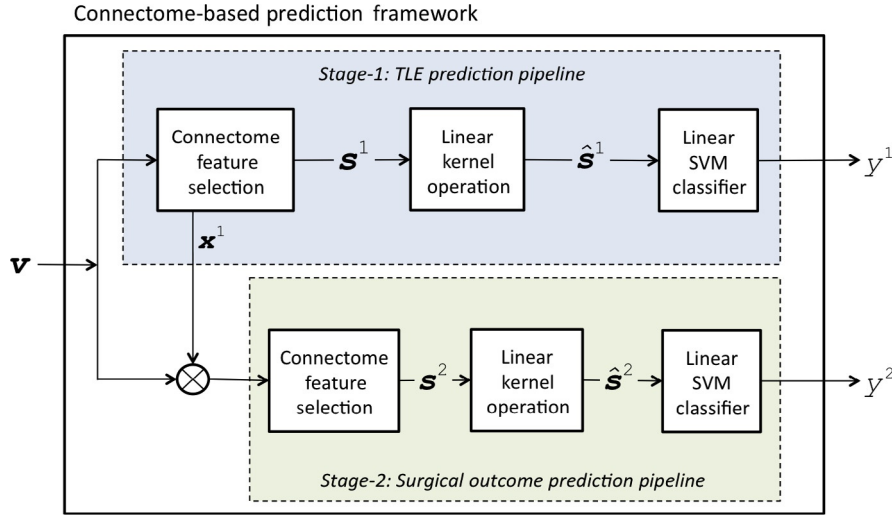 Connectome-based prediction framework
Stage-1: TLE prediction pipeline
Connectome
feature
selection
s¹
Linear
kernel
operation
ŝ¹
Linear
SVM
classifier
y¹
x¹
v
Connectome
feature
selection
s²
Linear
kernel
operation
ŝ²
Linear
SVM
classifier
y²
Stage-2: Surgical outcome prediction pipeline